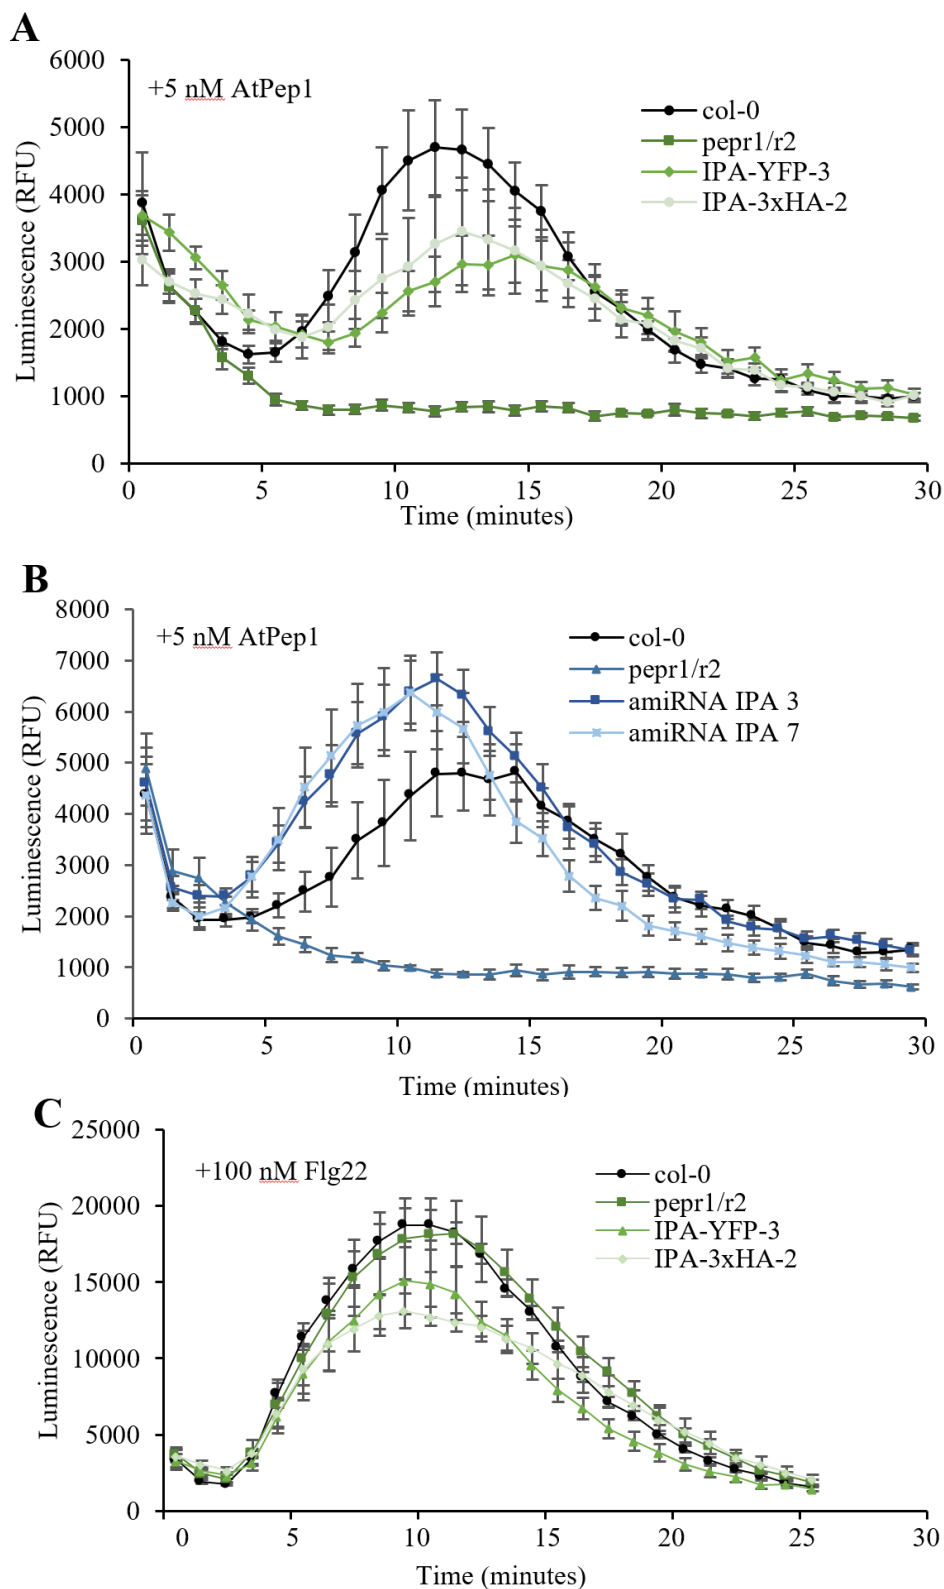 A
+5 nM AtPep1
col-0
pepr1/r2
IPA-YFP-3
IPA-3xHA-2
Luminescence (RFU)
6000
5000
4000
3000
2000
1000
0
0 5 10 15 20 25 30
Time (minutes)
B
+5 nM AtPep1
col-0
pepr1/r2
amiRNA IPA 3
amiRNA IPA 7
Luminescence (RFU)
8000
7000
6000
5000
4000
3000
2000
1000
0
0 5 10 15 20 25 30
Time (minutes)
C
+100 nM Flg22
col-0
pepr1/r2
IPA-YFP-3
IPA-3xHA-2
Luminescence (RFU)
25000
20000
15000
10000
5000
0
0 5 10 15 20 25 30
Time (minutes)